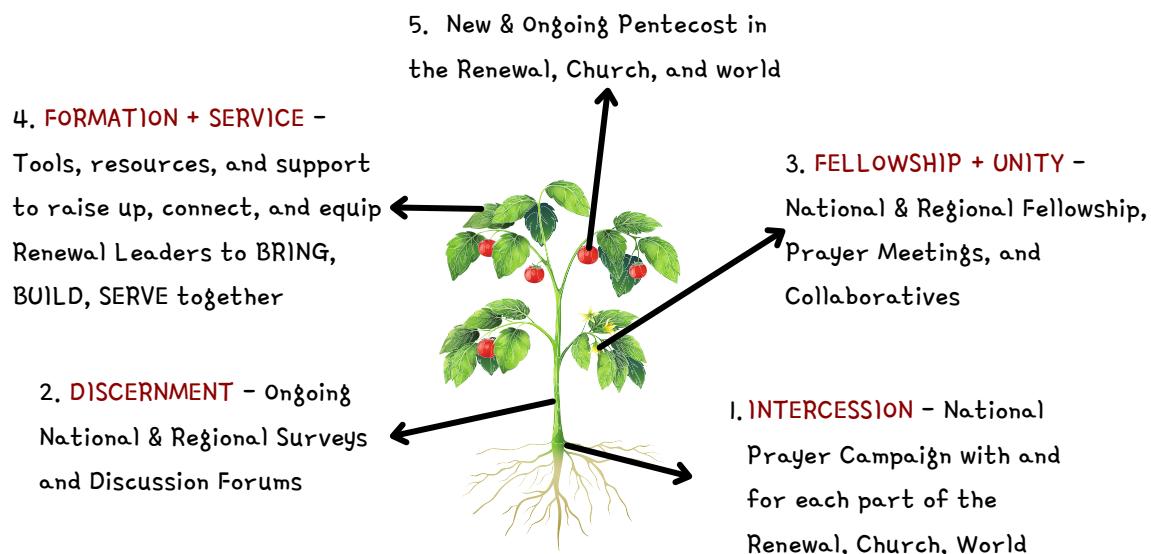 5. New & Ongoing Pentecost in
the Renewal, Church, and world
4. FORMATION + SERVICE -
Tools, resources, and support
to raise up, connect, and equip
Renewal Leaders to BRING,
BUILD, SERVE together
3. FELLOWSHIP + UNITY -
National & Regional Fellowship,
Prayer Meetings, and
Collaboratives
2. DISCERNMENT - Ongoing
National & Regional Surveys
and Discussion Forums
1. INTERCESSION - National
Prayer Campaign with and
for each part of the
Renewal, Church, World